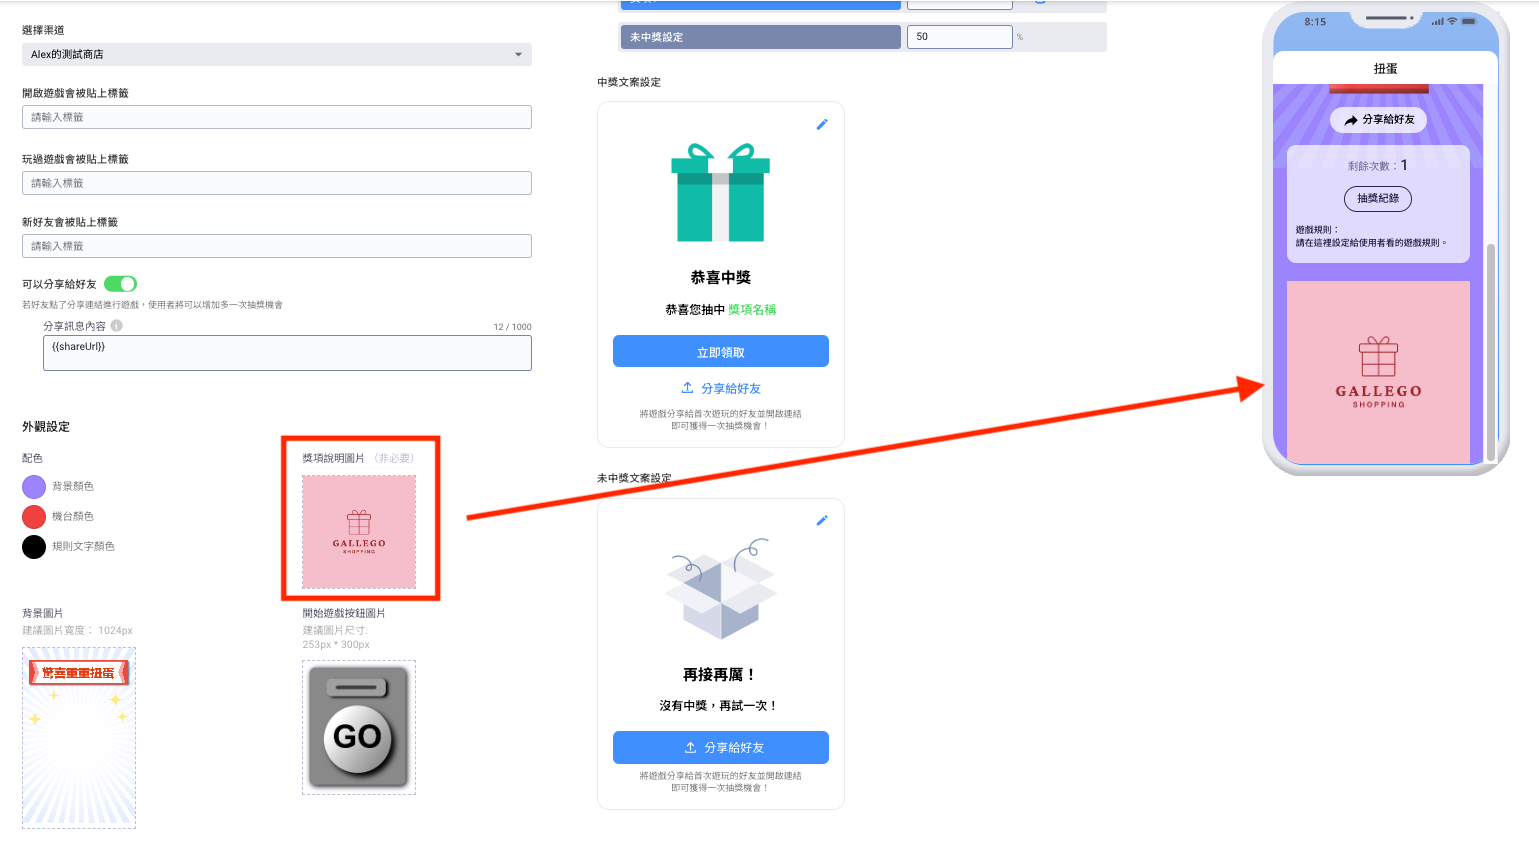 選擇渠道
Alex的測試商店
開啟遊戲會被貼上標籤
請輸入標籤
玩過遊戲會被貼上標籤
請輸入標籤
新好友會被貼上標籤
請輸入標籤
可以分享給好友
若好友點了分享連結進行遊戲，使用者將可以增加多一次抽獎機會
分享訊息內容
12 / 1000
{{shareUrl}}
外觀設定
配色
背景顏色
機台顏色
規則文字顏色
獎項說明圖片 （非必要）
GALLEGO
SHOPPING
背景圖片
建議圖片寬度： 1024px
驚喜重重扭蛋
開始遊戲按鈕圖片
建議圖片尺寸:
253px * 300px
GO
未中獎設定
50
%
中獎文案設定
恭喜中獎
恭喜您抽中 獎項名稱
立即領取
分享給好友
將遊戲分享給首次遊玩的好友並開啟連結
即可獲得一次抽獎機會！
未中獎文案設定
再接再厲！
沒有中獎，再試一次！
分享給好友
將遊戲分享給首次遊玩的好友並開啟連結
即可獲得一次抽獎機會！
8:15
扭蛋
分享給好友
剩餘次數：1
抽獎紀錄
遊戲規則：
請在這裡設定給使用者看的遊戲規則。
GALLEGO
SHOPPING